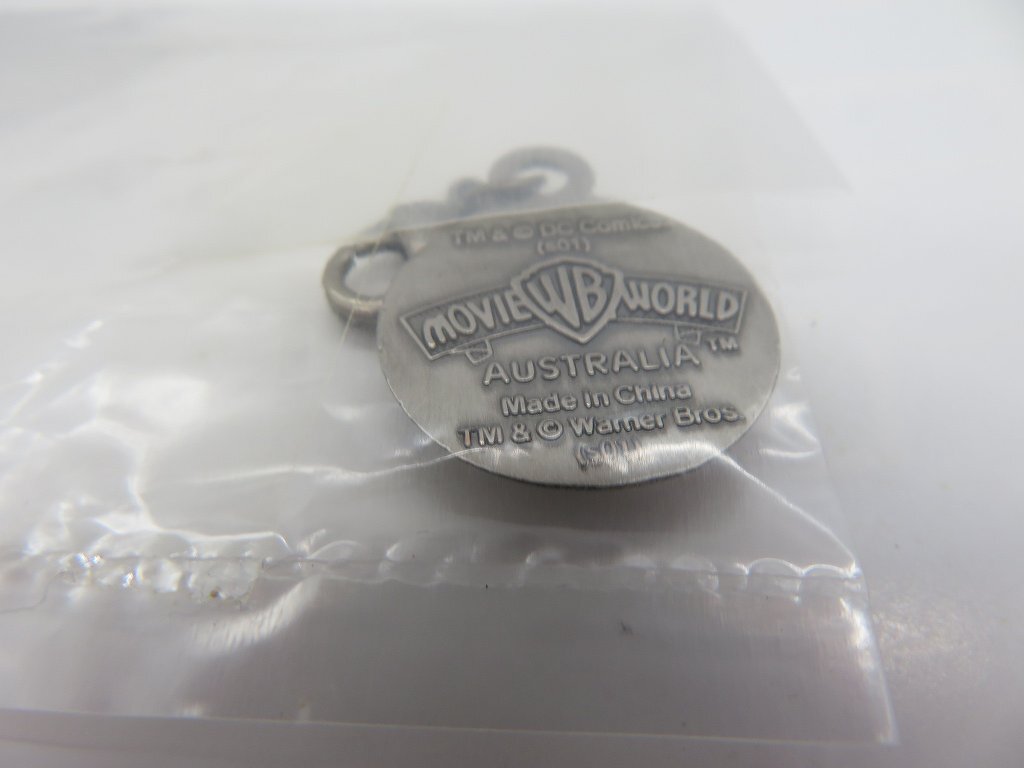 TM & © DC Comics
(s01)
MOVIE WB WORLD
AUSTRALIA TM
Made In China
TM & © Warner Bros.
(s01)